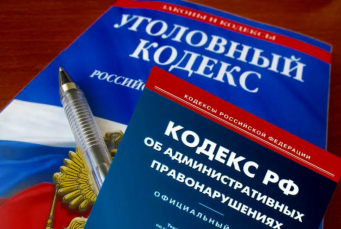 ЗАКОНЫ И КОДЕКСЫ
УГОЛОВНЫЙ
КОДЕКС
КОДЕКСЫ РОССИЙСКОЙ ФЕДЕРАЦИИ
КОДЕКС РФ
ОБ АДМИНИСТРАТИВНЫХ
ПРАВОНАРУШЕНИЯХ